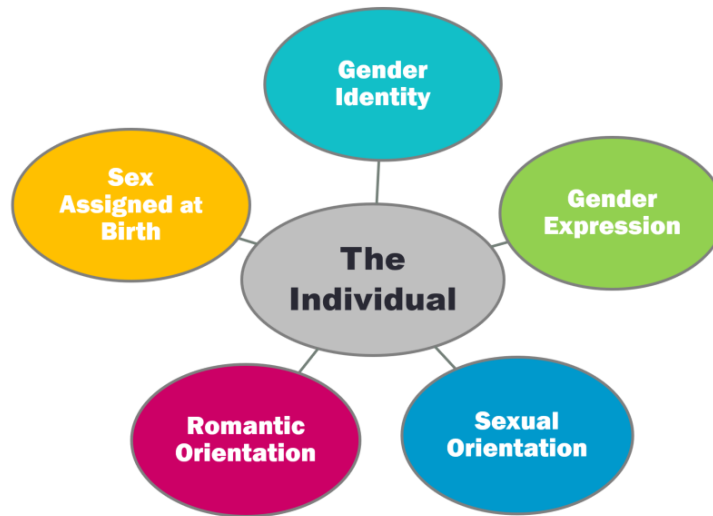 Gender
Identity
Sex
Assigned at
Birth
Gender
Expression
The
Individual
Romantic
Orientation
Sexual
Orientation